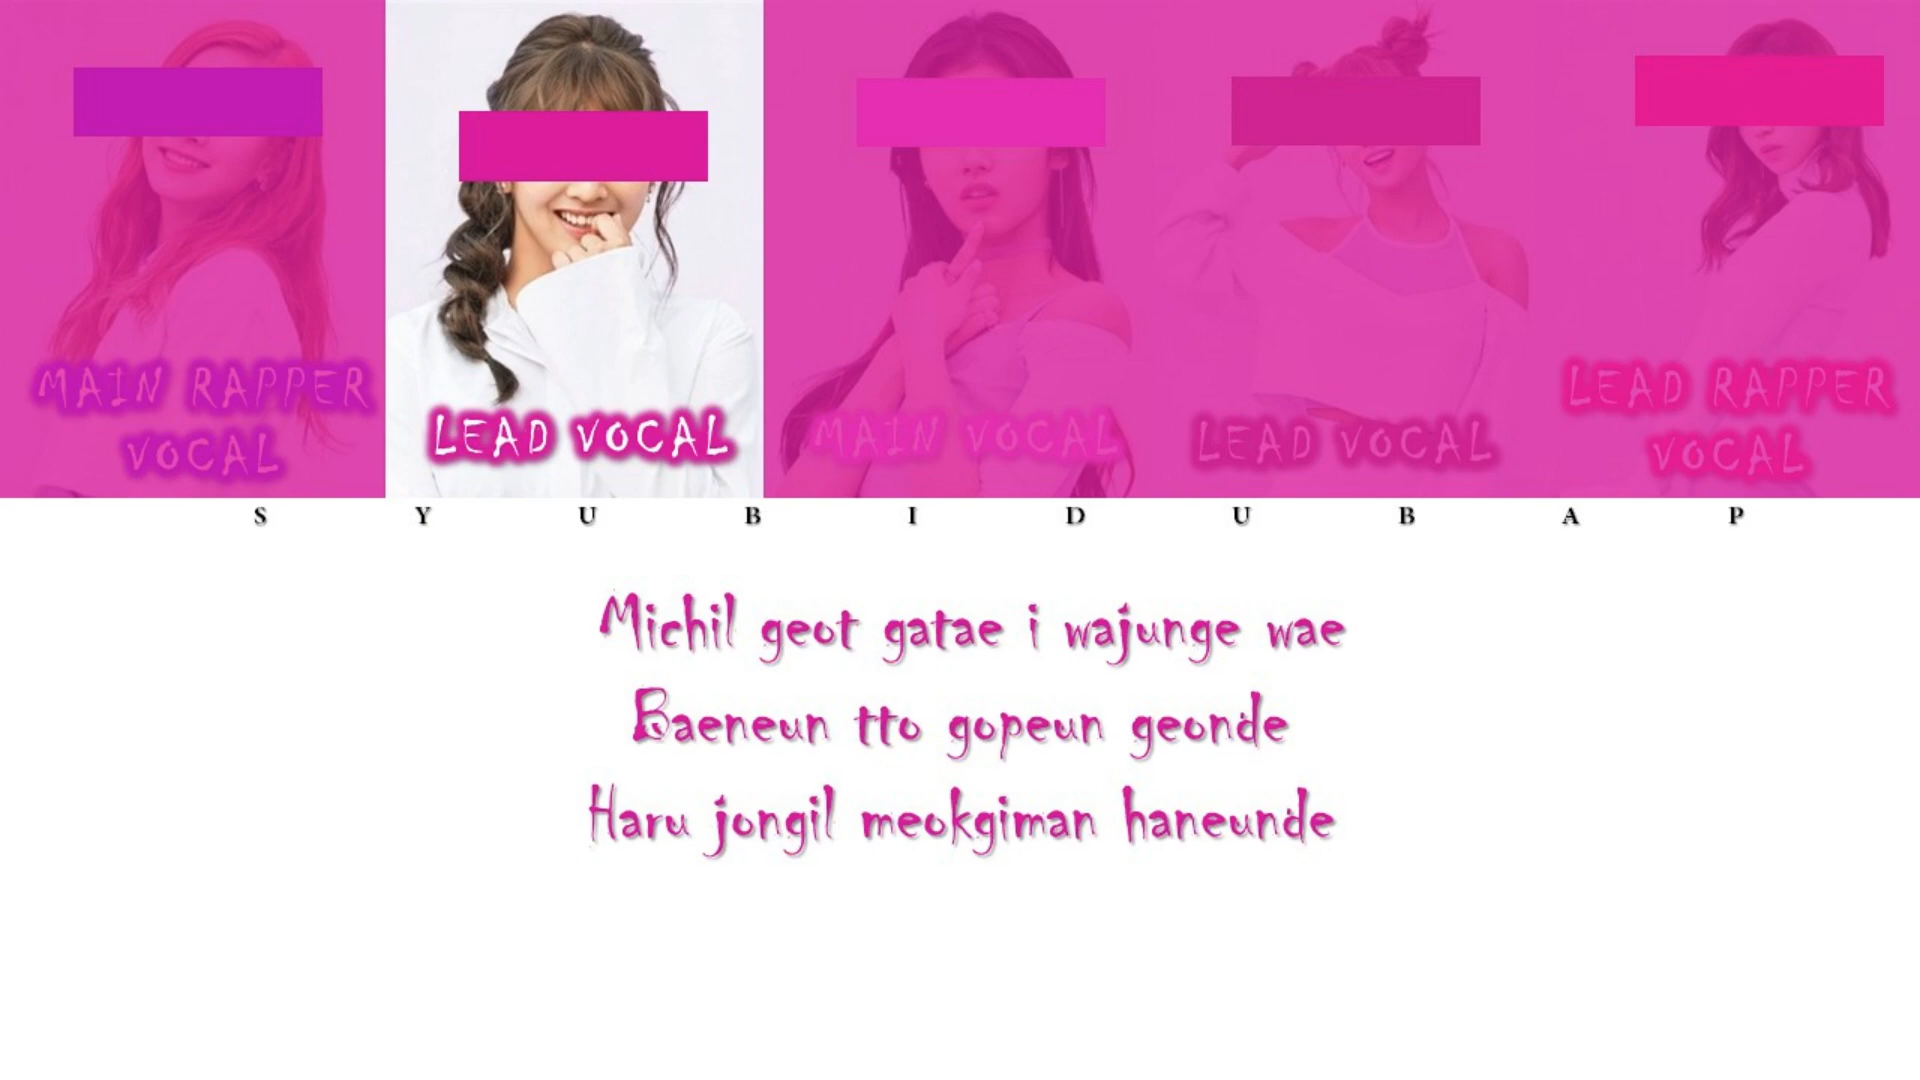 MAIN RAPPER
VOCAL
LEAD VOCAL
MAIN VOCAL
LEAD VOCAL
LEAD RAPPER
VOCAL
S Y U B I D U B A P
Michil geot gatae i wajunge wae
Baeneun tto gopeun geonde
Haru jongil meokgiman haneunde